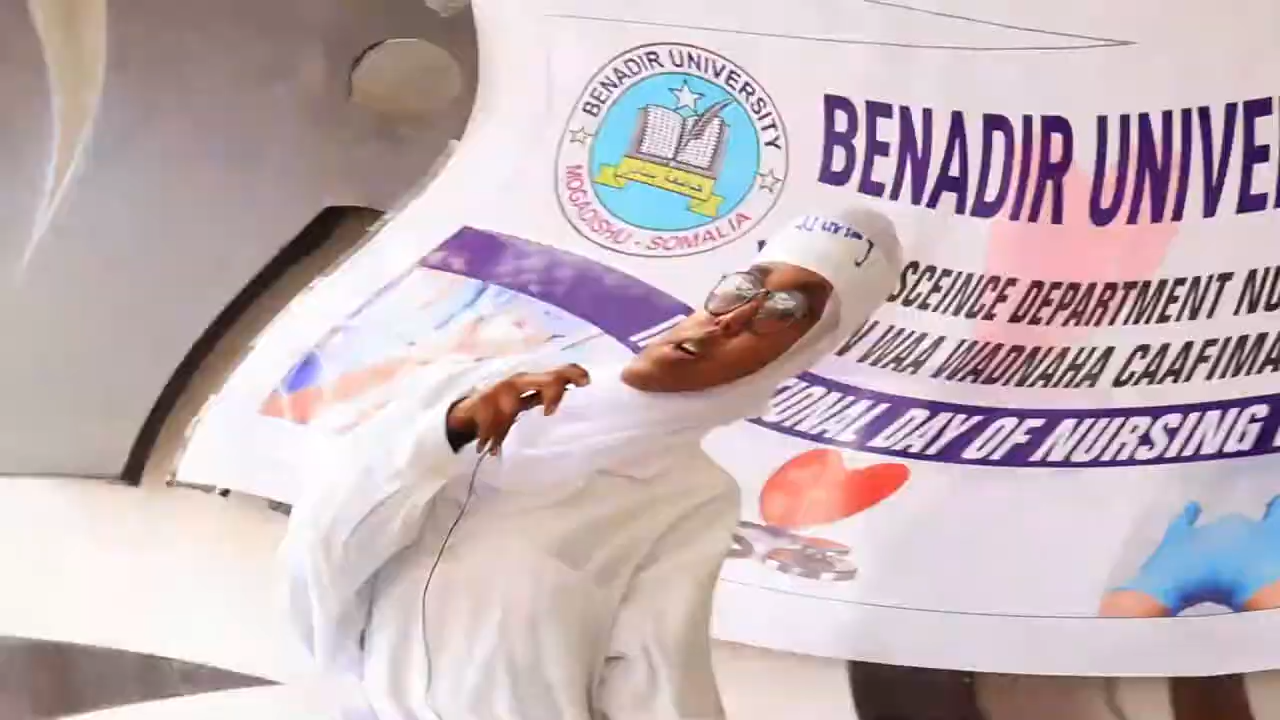 BENADIR UNIVERSITY
MOGADISHU - SOMALIA
BENADIR UNIVE
SCEINCE DEPARTMENT NU
WAA WADNAHA CAAFIMA
IONAL DAY OF NURSING